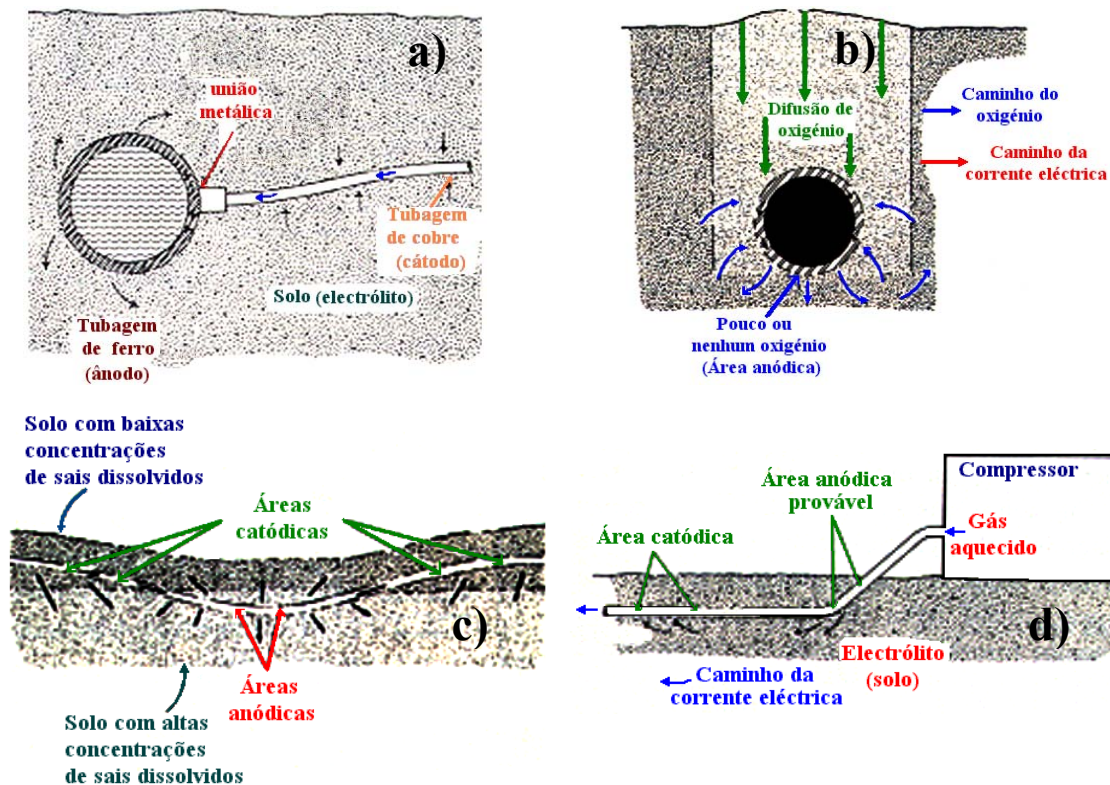 a)
união
metálica
Tubagem
de cobre
(cátodo)
Solo (electrólito)
Tubagem
de ferro
(ânodo)
b)
Difusão de
oxigénio
Caminho do
oxigénio
Caminho da
corrente eléctrica
Pouco ou
nenhum oxigénio
(Área anódica)
Solo com baixas
concentrações
de sais dissolvidos
Áreas
catódicas
c)
Áreas
anódicas
Solo com altas
concentrações
de sais dissolvidos
Compressor
Área anódica
provável
Gás
aquecido
Área catódica
d)
Electrólito
(solo)
Caminho da
corrente eléctrica